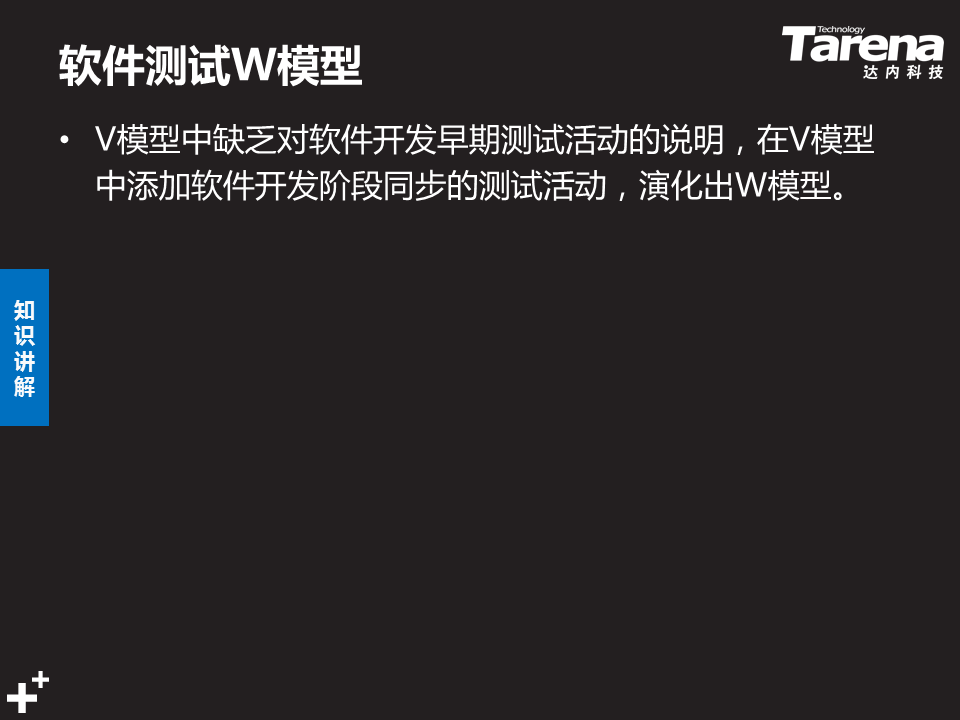 软件测试W模型
Technology
Tarena
达内科技
• V模型中缺乏对软件开发早期测试活动的说明，在V模型
中添加软件开发阶段同步的测试活动，演化出W模型。
知
识
讲
解